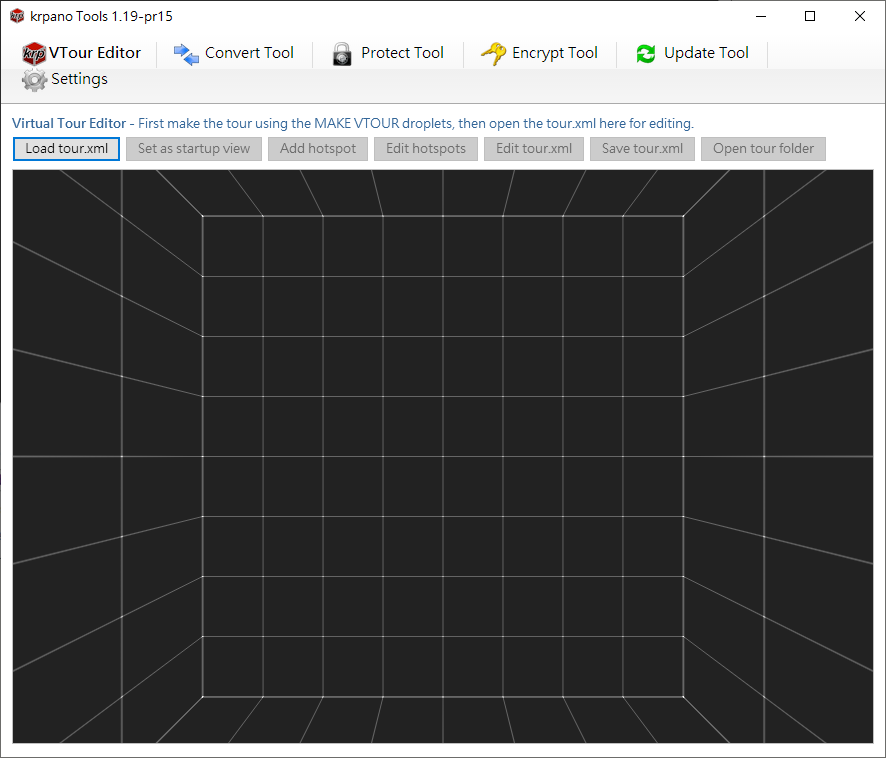 krpano Tools 1.19-pr15
krp VTour Editor Convert Tool Protect Tool Encrypt Tool Update Tool
Settings
Virtual Tour Editor - First make the tour using the MAKE VTOUR droplets, then open the tour.xml here for editing.
Load tour.xml Set as startup view Add hotspot Edit hotspots Edit tour.xml Save tour.xml Open tour folder